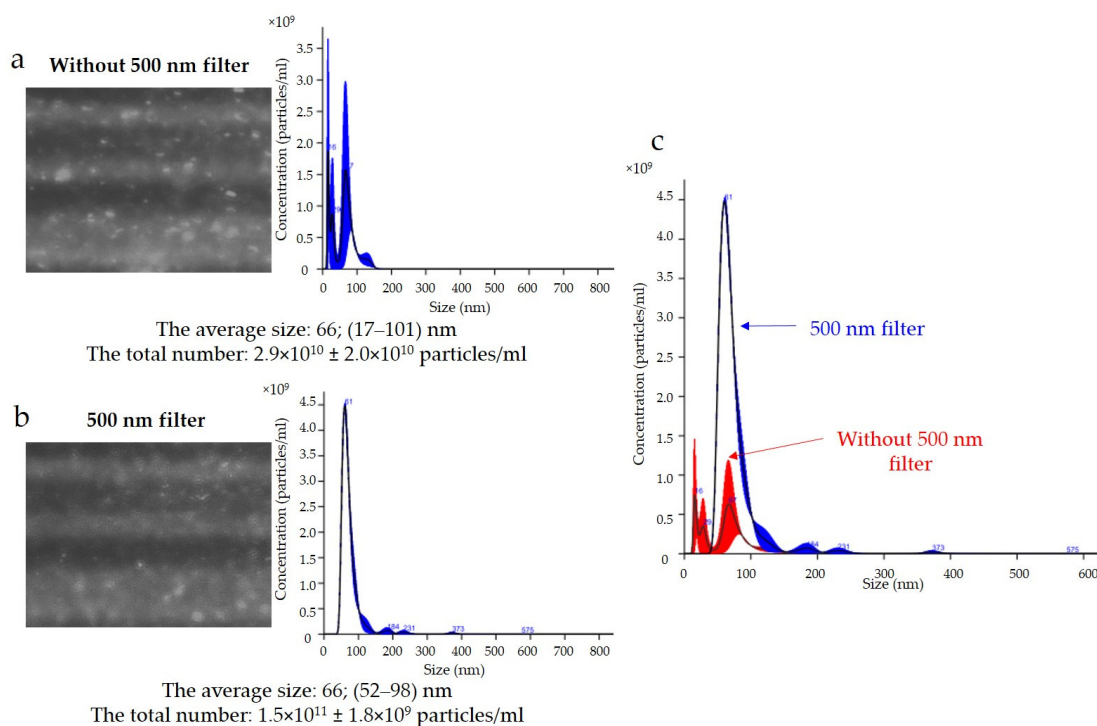 a
Without 500 nm filter
×10⁹
Concentration (particles/ml)
3.5
3.0
2.5
2.0
1.5
1.0
0.5
0
16
29
0 100 200 300 400 500 600 700 800
Size (nm)
The average size: 66; (17–101) nm
The total number: 2.9×10¹⁰ ± 2.0×10¹⁰ particles/ml
b
500 nm filter
×10⁹
Concentration (particles/ml)
4.5
4.0
3.5
3.0
2.5
2.0
1.5
1.0
0.5
0
61
184
231
373
575
0 100 200 300 400 500 600 700 800
Size (nm)
The average size: 66; (52–98) nm
The total number: 1.5×10¹¹ ± 1.8×10⁹ particles/ml
c
×10⁹
Concentration (particles/ml)
4.5
4.0
3.5
3.0
2.5
2.0
1.5
1.0
0.5
0
61
500 nm filter
Without 500 nm
filter
16
29
184
231
373
575
0 100 200 300 400 500 600
Size (nm)